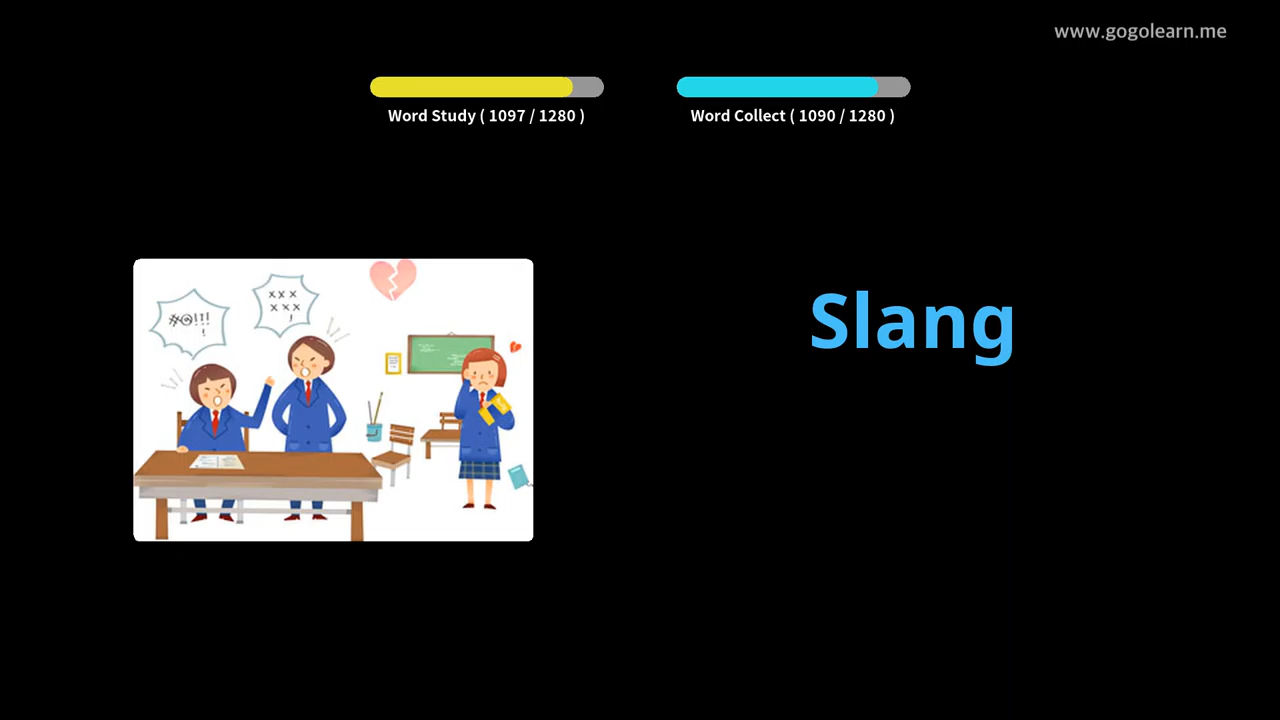 www.gogolearn.me
Word Study ( 1097 / 1280 )
Word Collect ( 1090 / 1280 )
#@!!!
!
x x x
x x x
!
Slang